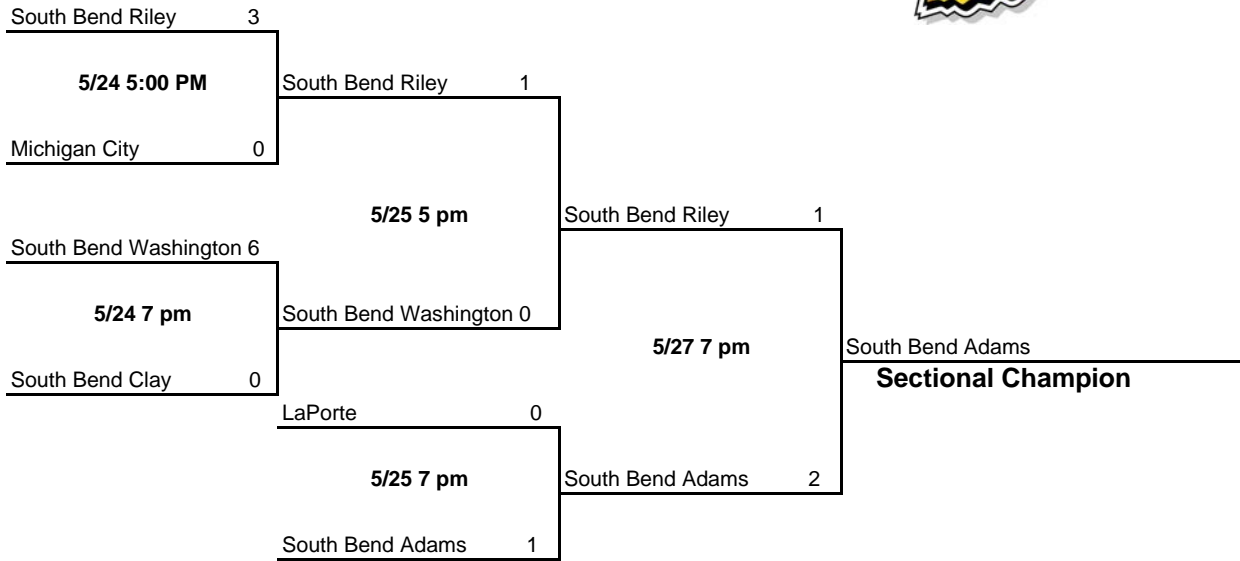 South Bend Riley 3
5/24 5:00 PM
South Bend Riley 1
Michigan City 0
5/25 5 pm
South Bend Riley 1
South Bend Washington 6
5/24 7 pm
South Bend Washington 0
5/27 7 pm
South Bend Adams
South Bend Clay 0
Sectional Champion
LaPorte 0
5/25 7 pm
South Bend Adams 2
South Bend Adams 1